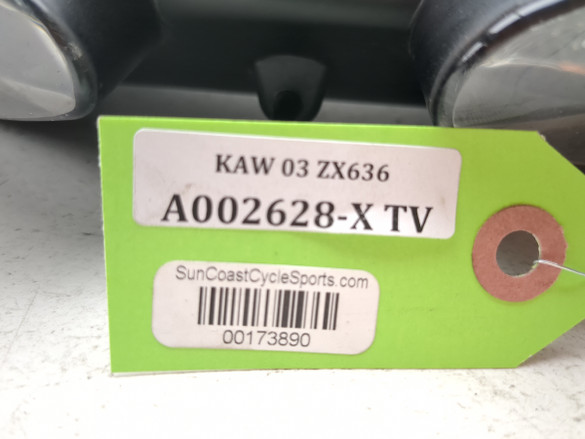 KAW 03 ZX636
A002628-X TV
SunCoastCycleSports.com
00173890